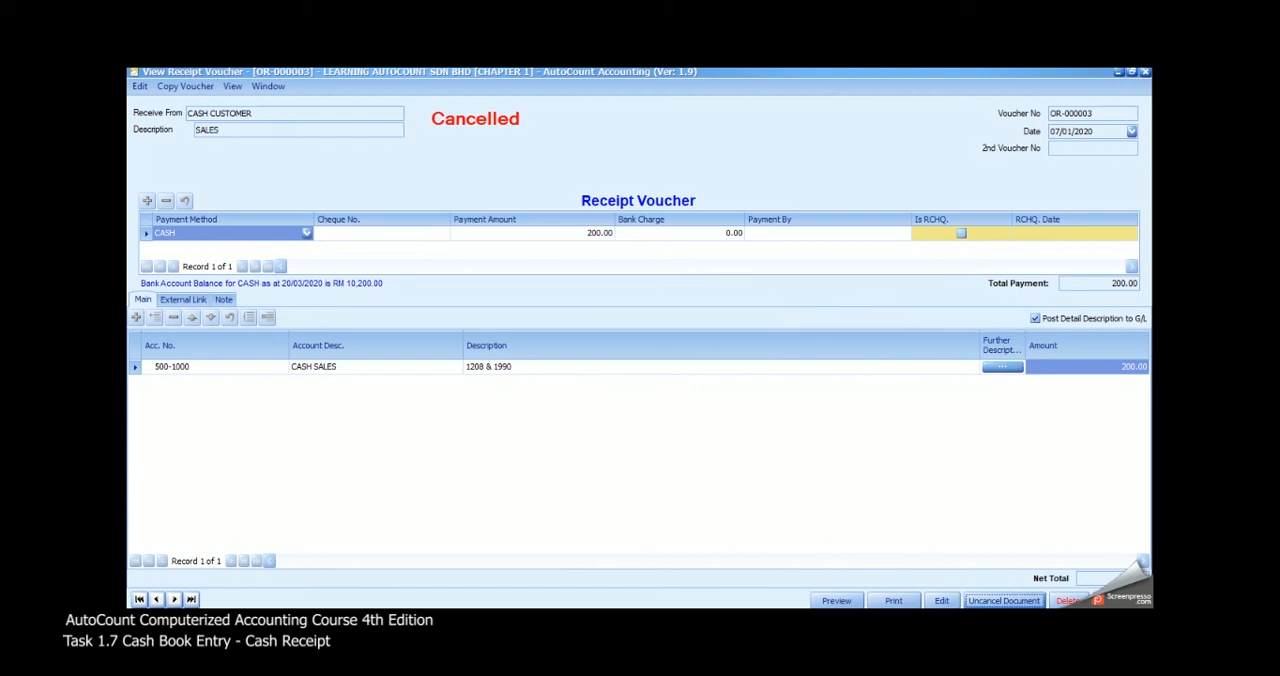 View Receipt Voucher - [OR-000003] - LEARNING AUTOCOUNT SDN BHD [CHAPTER 1] - AutoCount Accounting (Ver: 1.9)
Edit Copy Voucher View Window
Receive From CASH CUSTOMER Cancelled Voucher No OR-000003
Description SALES Date 07/01/2020
2nd Voucher No
Receipt Voucher
Payment Method Cheque No. Payment Amount Bank Charge Payment By Is RCHQ. RCHQ. Date
CASH 200.00 0.00
Record 1 of 1
Bank Account Balance for CASH as at 20/03/2020 is RM 10,200.00 Total Payment: 200.00
Main External Link Note
Post Detail Description to G/L
Acc. No. Account Desc. Description Further Descript... Amount
500-1000 CASH SALES 1208 & 1990 ... 200.00
Record 1 of 1
Net Total
Preview Print Edit Uncancel Document Delete
Screenpresso
.com
AutoCount Computerized Accounting Course 4th Edition
Task 1.7 Cash Book Entry - Cash Receipt